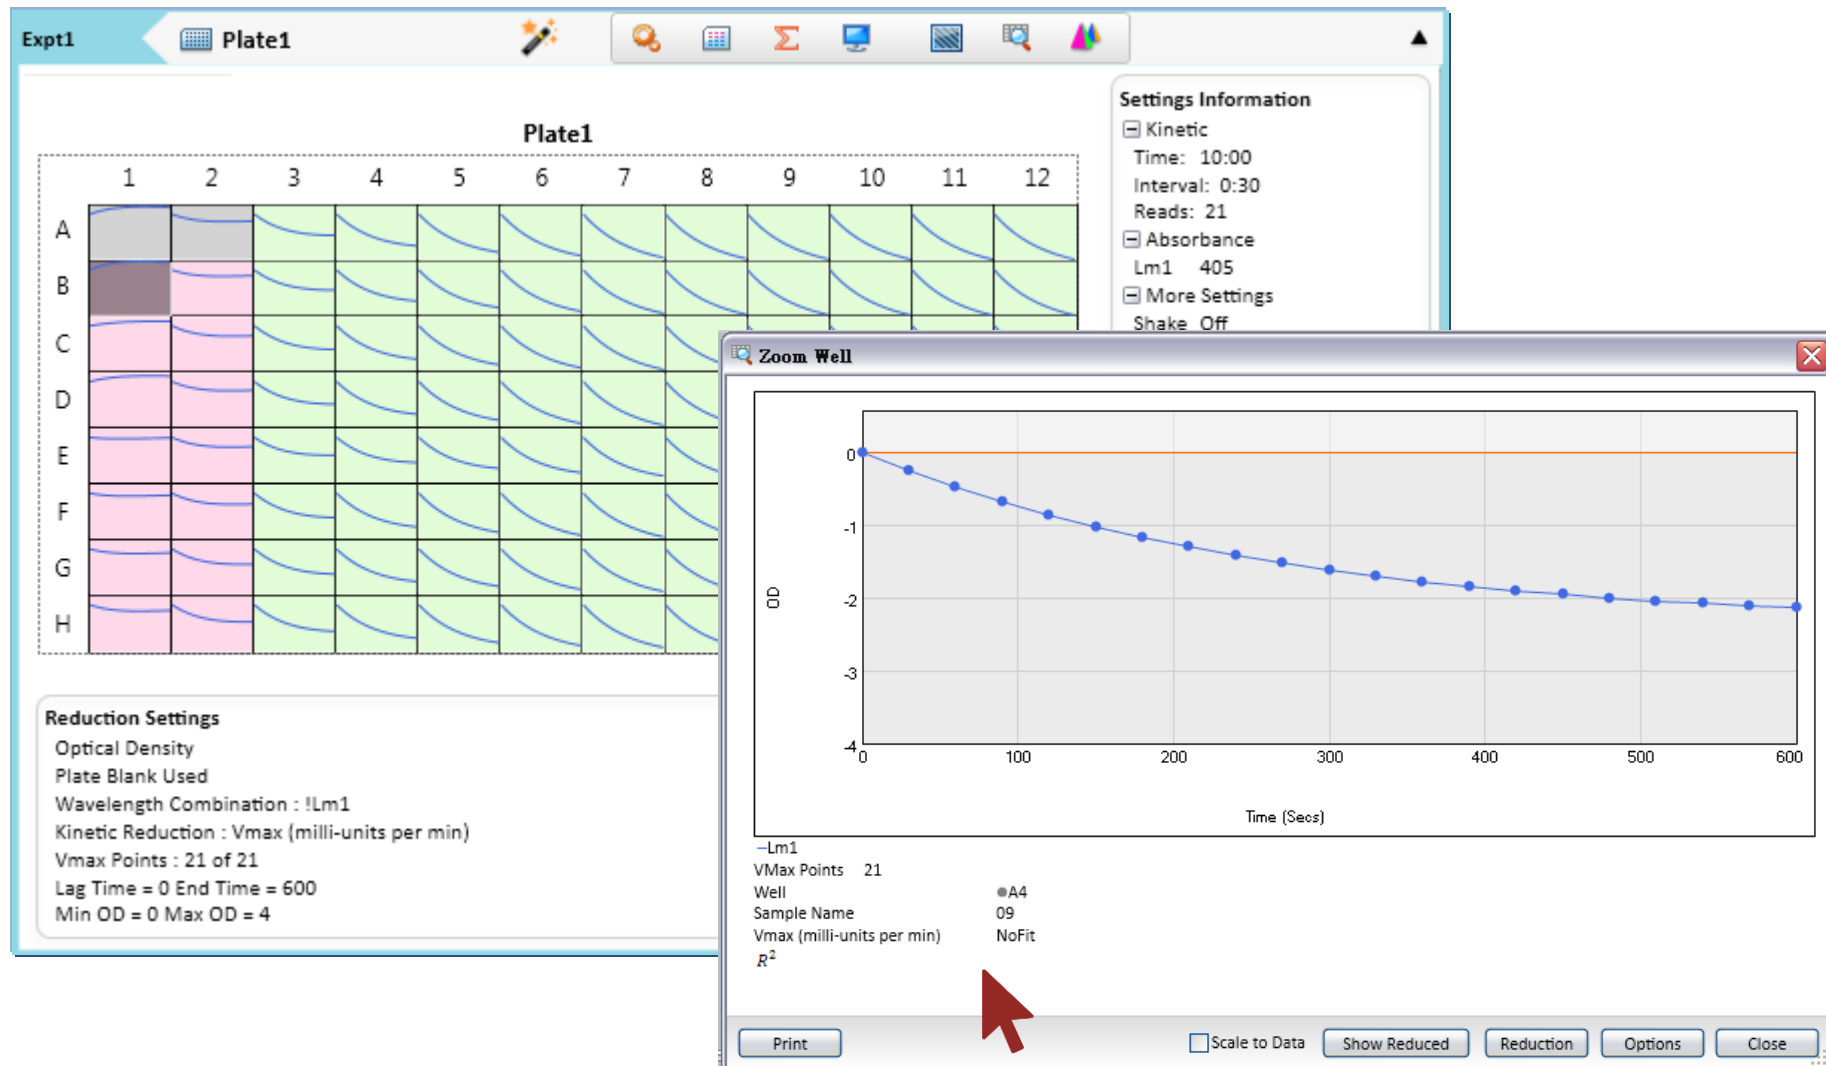 Expt1
Plate1
Plate1
1 2 3 4 5 6 7 8 9 10 11 12
A
B
C
D
E
F
G
H
Settings Information
Kinetic
Time: 10:00
Interval: 0:30
Reads: 21
Absorbance
Lm1 405
More Settings
Shake Off
Reduction Settings
Optical Density
Plate Blank Used
Wavelength Combination : !Lm1
Kinetic Reduction : Vmax (milli-units per min)
Vmax Points : 21 of 21
Lag Time = 0 End Time = 600
Min OD = 0 Max OD = 4
Zoom Well
0
-1
-2
-3
-4
OD
0 100 200 300 400 500 600
Time (Secs)
Lm1
VMax Points 21
Well A4
Sample Name 09
Vmax (milli-units per min) NoFit
R²
Print
Scale to Data
Show Reduced
Reduction
Options
Close